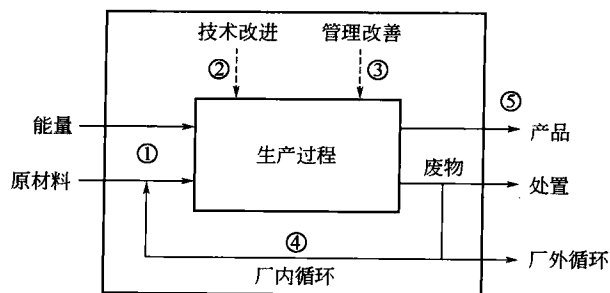 技术改进
管理改善
②
③
⑤
能量
产品
①
生产过程
原材料
废物
处置
④
厂内循环
厂外循环